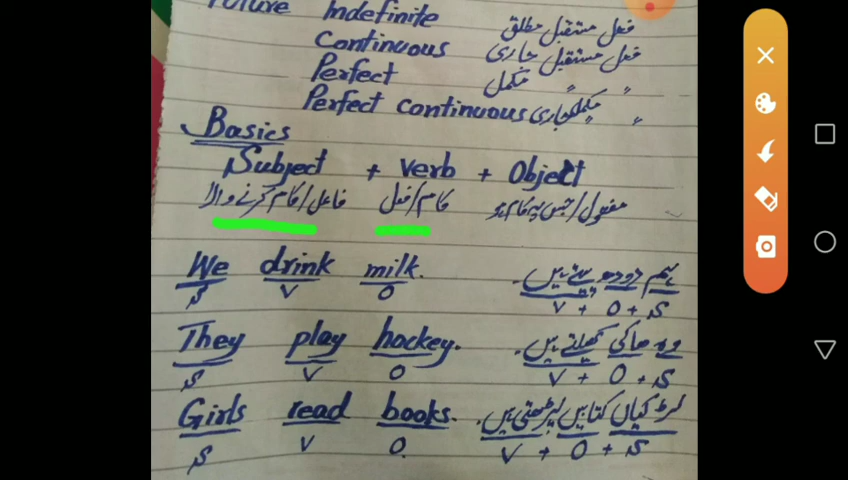 Future Indefinite فعل مستقبل مطلق
Continuous فعل مستقبل جاری
Perfect " " مکمل
Perfect continuous " " مکمل جاری
Basics
Subject + Verb + Object
فاعل/کام کرنے والا کام/فعل مفعول/جس پہ کام ہو
We drink milk. ہم دودھ پیتے ہیں۔
S V O V + O + S
They play hockey. وہ ہاکی کھیلتے ہیں۔
S V O V + O + S
Girls read books. لڑکیاں کتابیں پڑھتی ہیں۔
S V O. V + O + S